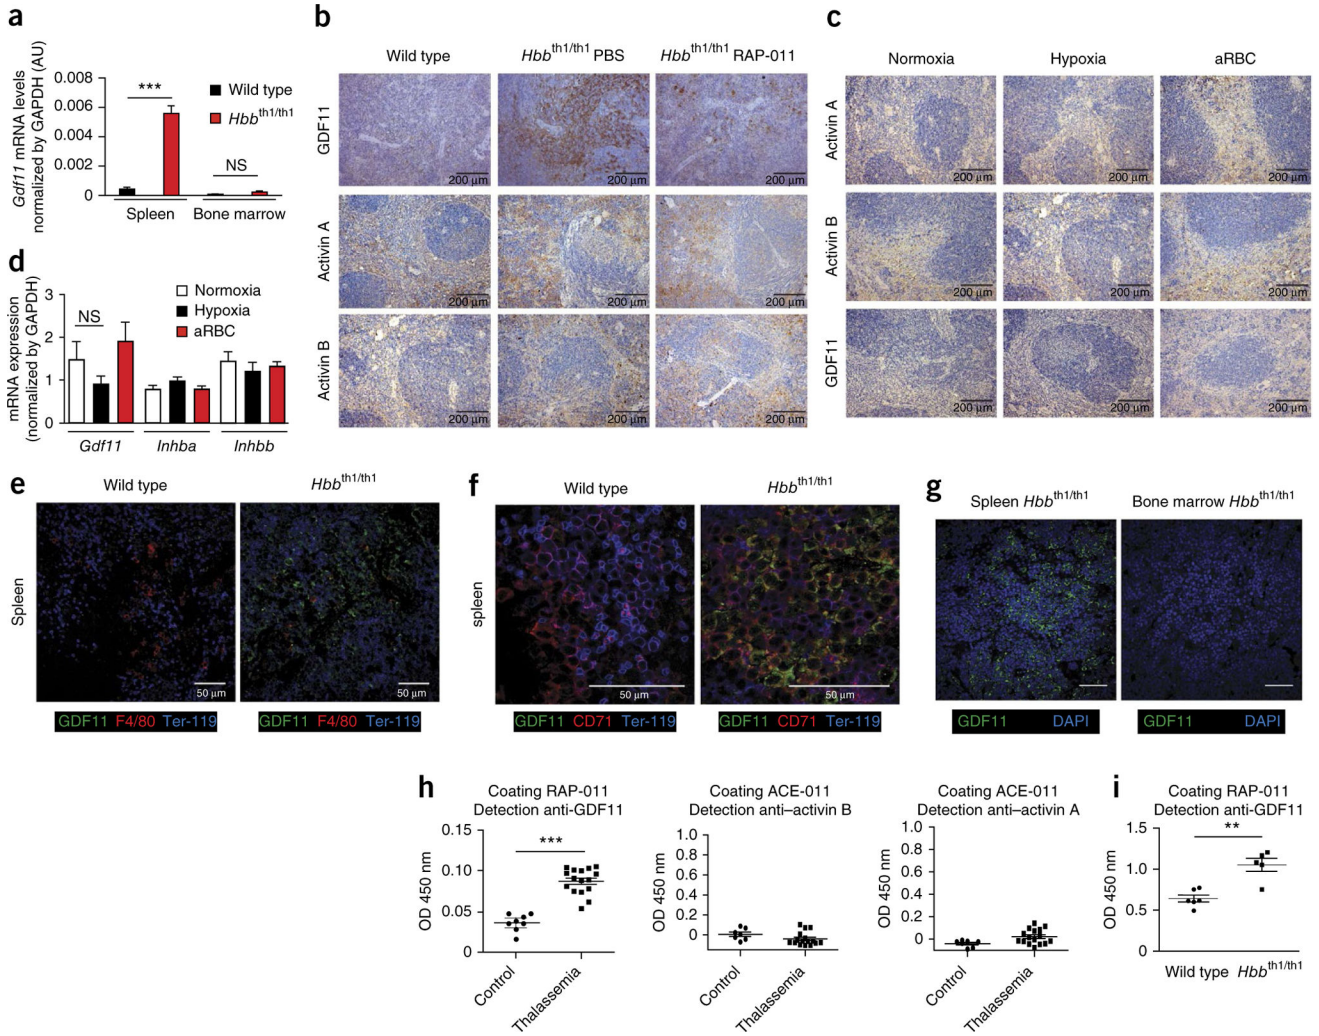 a
Gdf11 mRNA levels
normalized by GAPDH (AU)
0.008
0.006
0.004
0.002
0
***
NS
Wild type
Hbbth1/th1
Spleen
Bone marrow
b
Wild type
Hbbth1/th1 PBS
Hbbth1/th1 RAP-011
GDF11
200 µm
200 µm
200 µm
Activin A
200 µm
200 µm
200 µm
Activin B
200 µm
200 µm
200 µm
c
Normoxia
Hypoxia
aRBC
Activin A
200 µm
200 µm
200 µm
Activin B
200 µm
200 µm
200 µm
GDF11
200 µm
200 µm
200 µm
d
mRNA expression
(normalized by GAPDH)
3
2
1
0
NS
Normoxia
Hypoxia
aRBC
Gdf11
Inhba
Inhbb
e
Wild type
Hbbth1/th1
Spleen
50 µm
50 µm
GDF11 F4/80 Ter-119
GDF11 F4/80 Ter-119
f
Wild type
Hbbth1/th1
spleen
50 µm
50 µm
GDF11 CD71 Ter-119
GDF11 CD71 Ter-119
g
Spleen Hbbth1/th1
Bone marrow Hbbth1/th1
GDF11 DAPI
GDF11 DAPI
h
Coating RAP-011
Detection anti-GDF11
OD 450 nm
0.15
0.10
0.05
0
***
Control
Thalassemia
Coating ACE-011
Detection anti–activin B
OD 450 nm
1.0
0.8
0.6
0.4
0.2
0
Control
Thalassemia
Coating ACE-011
Detection anti–activin A
OD 450 nm
1.0
0.8
0.6
0.4
0.2
0
Control
Thalassemia
i
Coating RAP-011
Detection anti-GDF11
OD 450 nm
1.5
1.0
0.5
0
**
Wild type
Hbbth1/th1